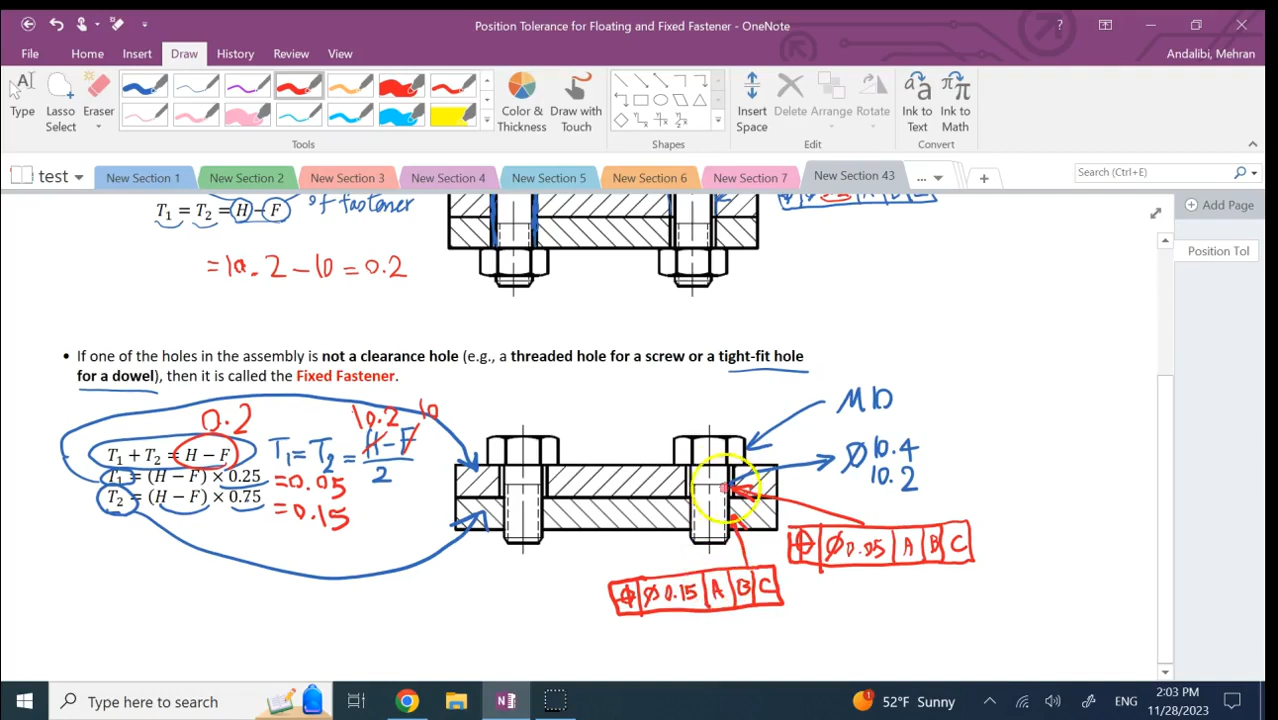 Position Tolerance for Floating and Fixed Fastener - OneNote
?
Andalibi, Mehran
File Home Insert Draw History Review View
Type
Lasso Select
Eraser
Color & Thickness
Draw with Touch
Insert Space
Delete
Arrange
Rotate
Ink to Text
Ink to Math
Tools
Shapes
Edit
Convert
test
New Section 1
New Section 2
New Section 3
New Section 4
New Section 5
New Section 6
New Section 7
New Section 43
...
+
Search (Ctrl+E)
Add Page
Position Tol
T₁ = T₂ = H − F of fastener
= 10.2 − 10 = 0.2
• If one of the holes in the assembly is not a clearance hole (e.g., a threaded hole for a screw or a tight-fit hole
for a dowel), then it is called the Fixed Fastener.
0.2
10.2 10
T₁ + T₂ = H − F
T₁ = T₂ = H − F / 2
T₁ = (H − F) × 0.25 = 0.05
T₂ = (H − F) × 0.75 = 0.15
M10
Ø 10.4
10.2
⌖ Ø 0.05 A B C
⌖ Ø 0.15 A B C
Type here to search
52°F Sunny
ENG
2:03 PM
11/28/2023